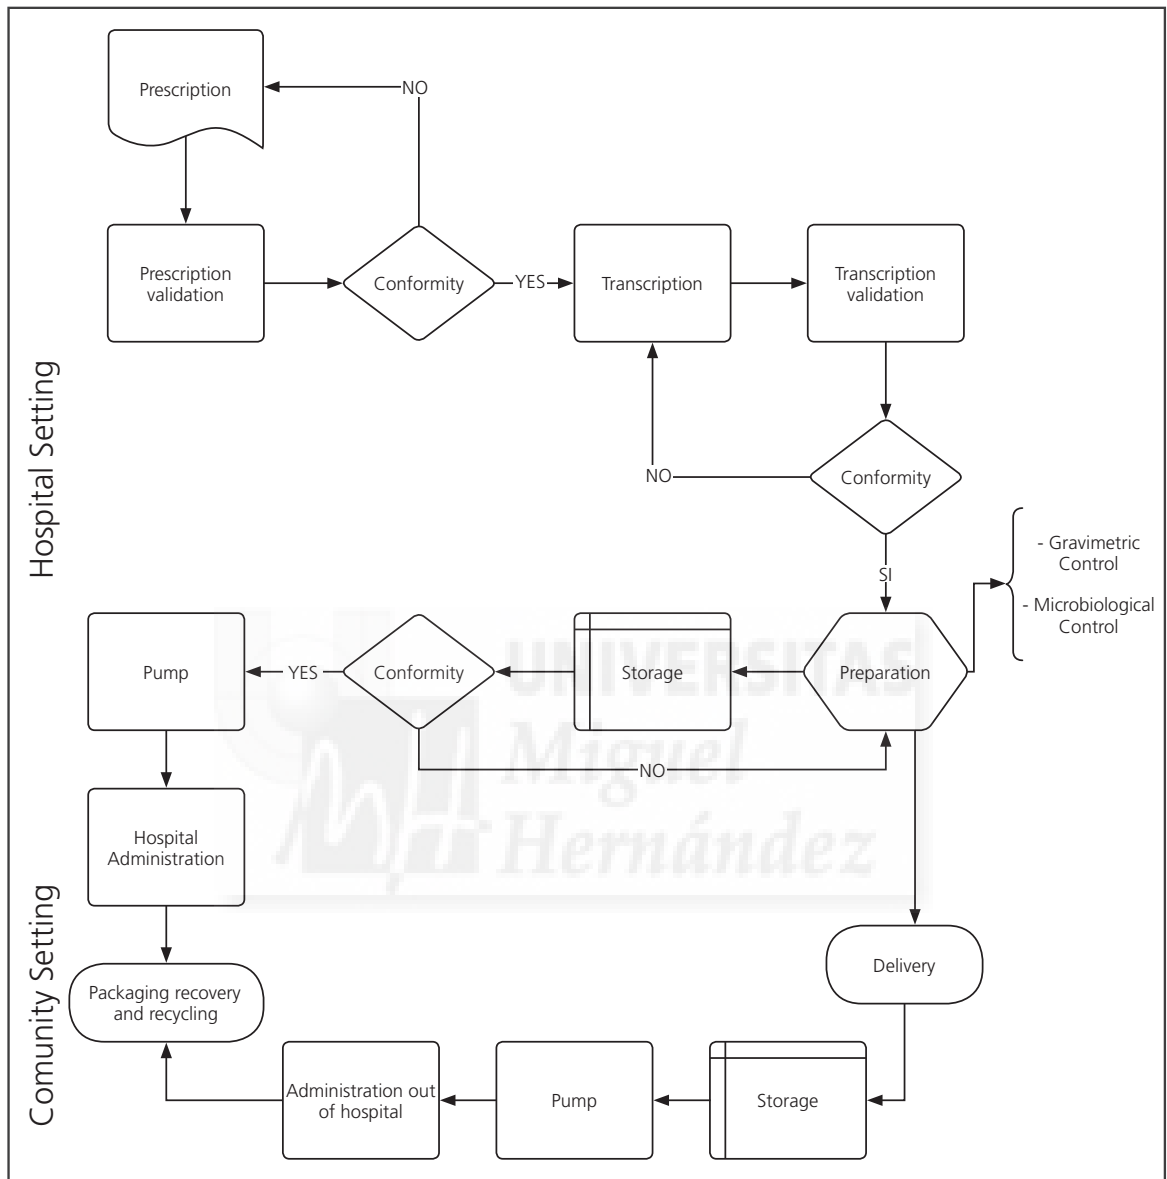 Hospital Setting
Comunity Setting
Prescription
NO
Prescription
validation
Conformity
YES
Transcription
Transcription
validation
NO
Conformity
SI
- Gravimetric
Control
- Microbiological
Control
Pump
YES
Conformity
Storage
Preparation
NO
Hospital
Administration
UNIVERSITAS
Miguel
Hernández
Packaging recovery
and recycling
Delivery
Administration out
of hospital
Pump
Storage